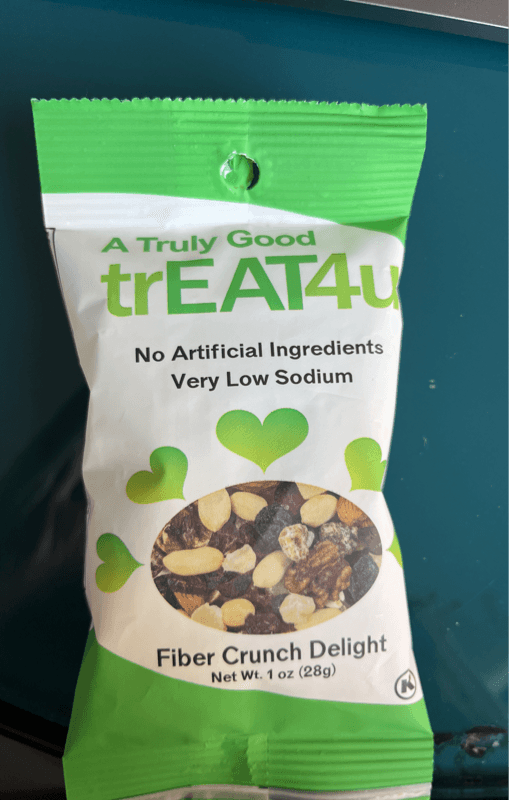 A Truly Good
trEAT4u
No Artificial Ingredients
Very Low Sodium
Fiber Crunch Delight
Net Wt. 1 oz (28g)
K